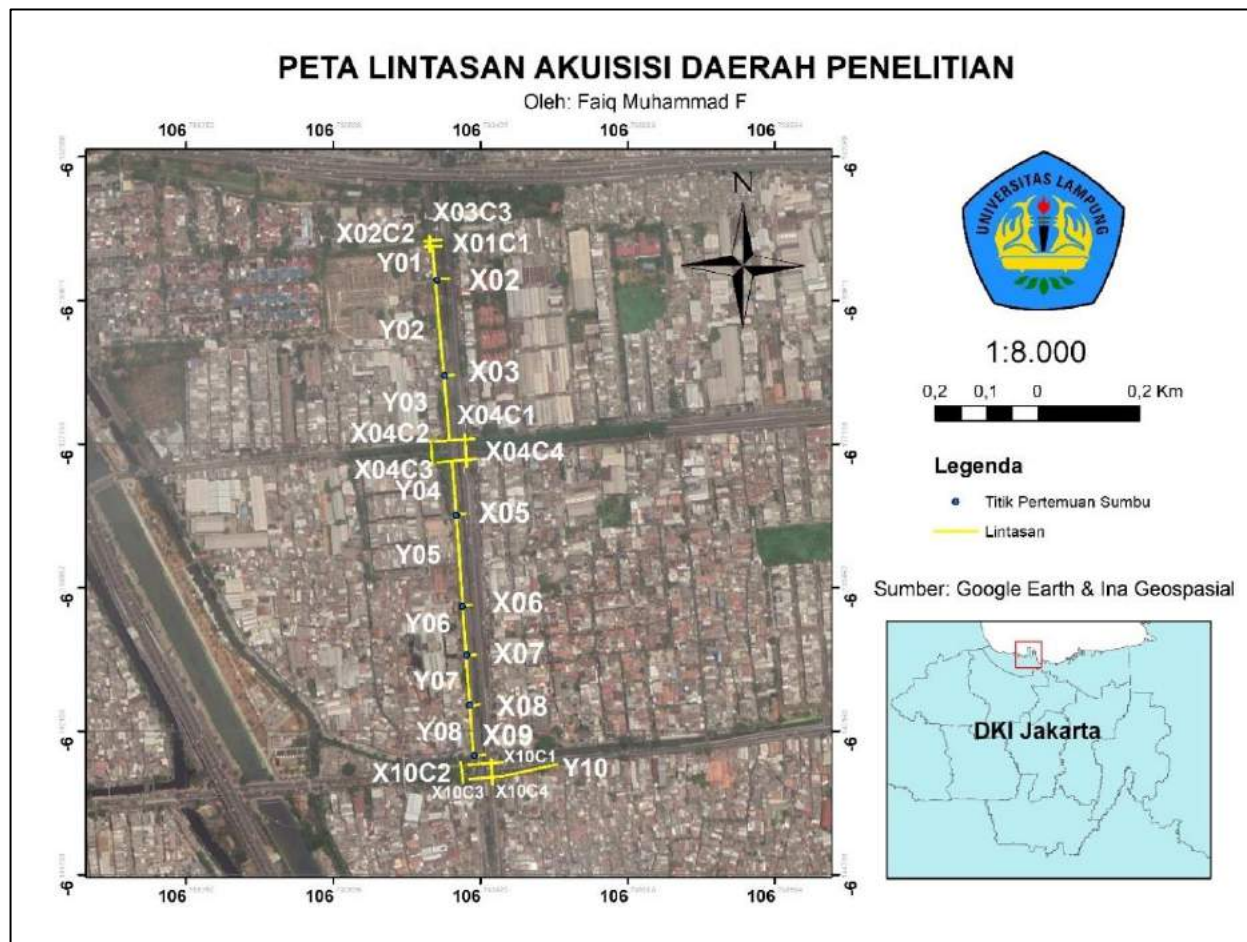 PETA LINTASAN AKUISISI DAERAH PENELITIAN
Oleh: Faiq Muhammad F
106 106 106 106 106
-6
-6
-6
-6
-6
-6
X03C3
X02C2
X01C1
Y01
X02
Y02
X03
Y03
X04C1
X04C2
X04C4
X04C3
Y04
X05
Y05
X06
Y06
X07
Y07
X08
Y08
X09
X10C1
Y10
X10C2
X10C3
X10C4
-6
-6
-6
-6
-6
-6
106 106 106 106 106
N
UNIVERSITAS LAMPUNG
1:8.000
0,2 0,1 0 0,2 Km
Legenda
Titik Pertemuan Sumbu
Lintasan
Sumber: Google Earth & Ina Geospasial
DKI Jakarta